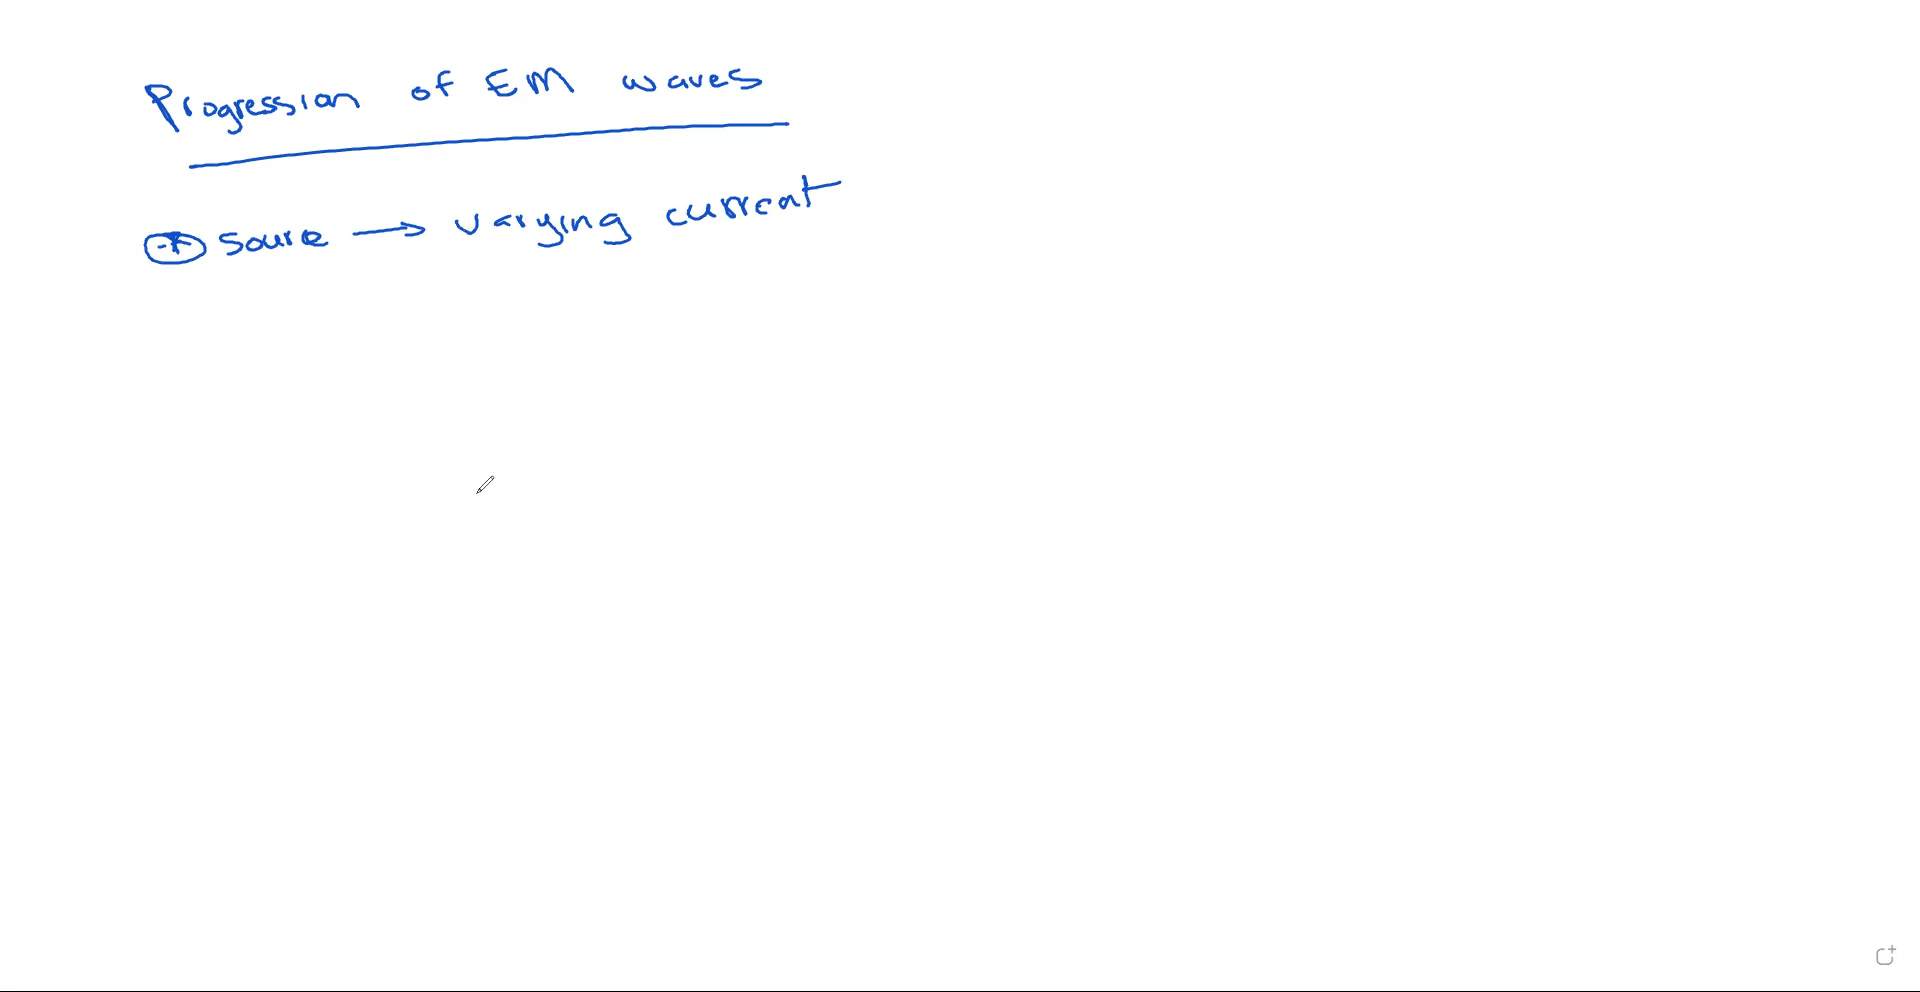 Progression of EM waves
* Source → varying current